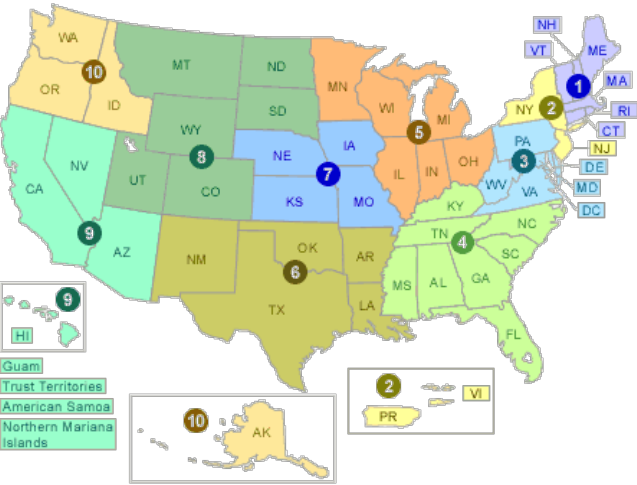 NH
WA
VT
ME
10
MT
ND
MN
OR
ID
WI
MI
1
MA
SD
NY
2
RI
WY
5
CT
NV
PA
NJ
8
NE
IA
3
DE
UT
7
IL
IN
OH
WV
MD
CA
CO
KS
MO
VA
DC
KY
9
TN
NC
AZ
NM
OK
AR
4
SC
6
MS
AL
GA
TX
LA
9
FL
HI
Guam
Trust Territories
American Samoa
Northern Mariana
Islands
10
AK
2
VI
PR